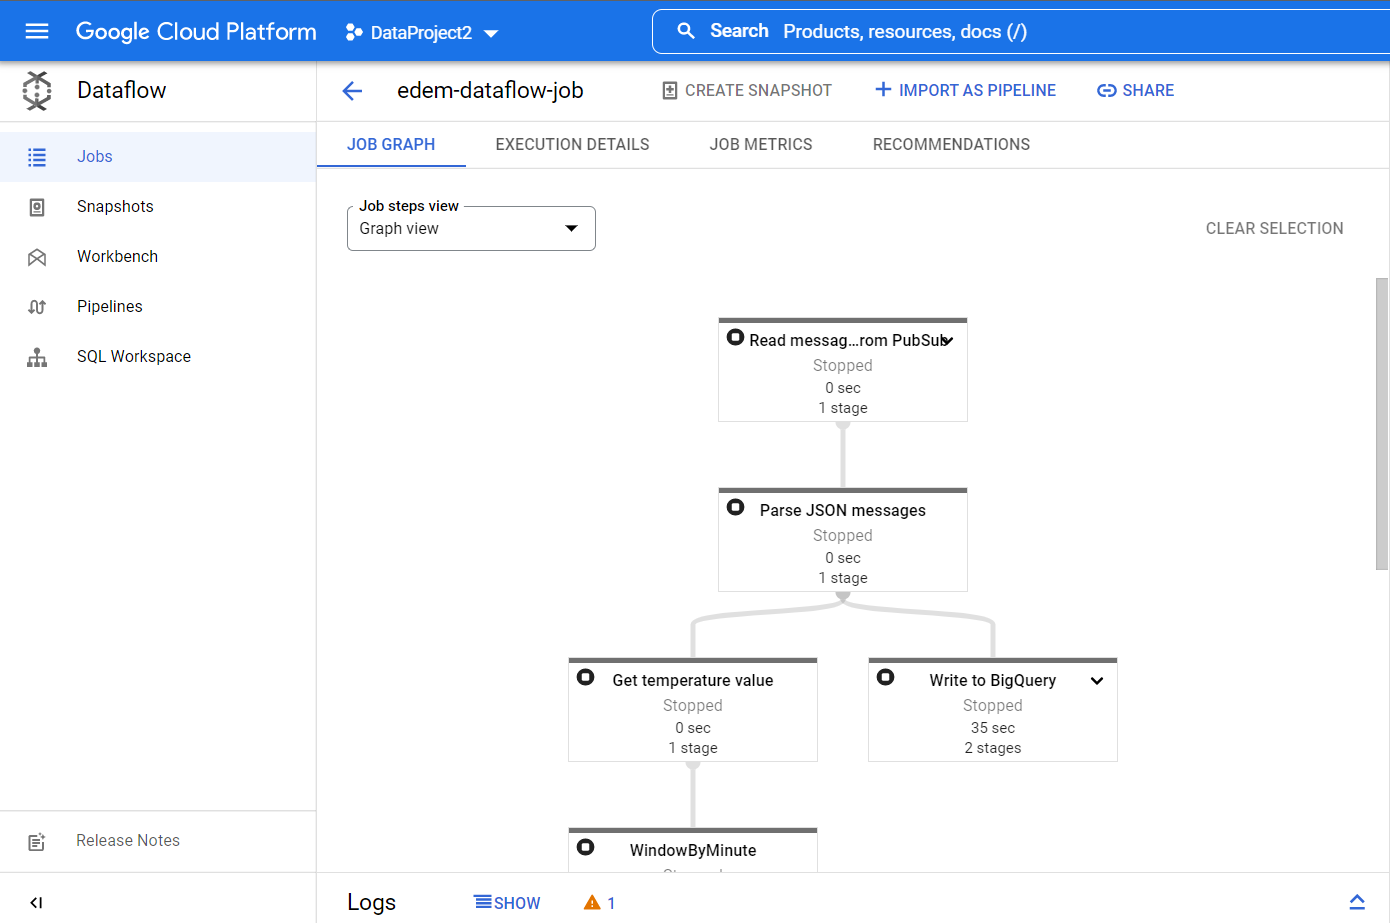 Google Cloud Platform
DataProject2
Search Products, resources, docs (/)
Dataflow
edem-dataflow-job
CREATE SNAPSHOT
IMPORT AS PIPELINE
SHARE
Jobs
Snapshots
Workbench
Pipelines
SQL Workspace
Release Notes
JOB GRAPH
EXECUTION DETAILS
JOB METRICS
RECOMMENDATIONS
Job steps view
Graph view
CLEAR SELECTION
Read messag...rom PubSub
Stopped
0 sec
1 stage
Parse JSON messages
Stopped
0 sec
1 stage
Get temperature value
Stopped
0 sec
1 stage
Write to BigQuery
Stopped
35 sec
2 stages
WindowByMinute
Logs
SHOW
1